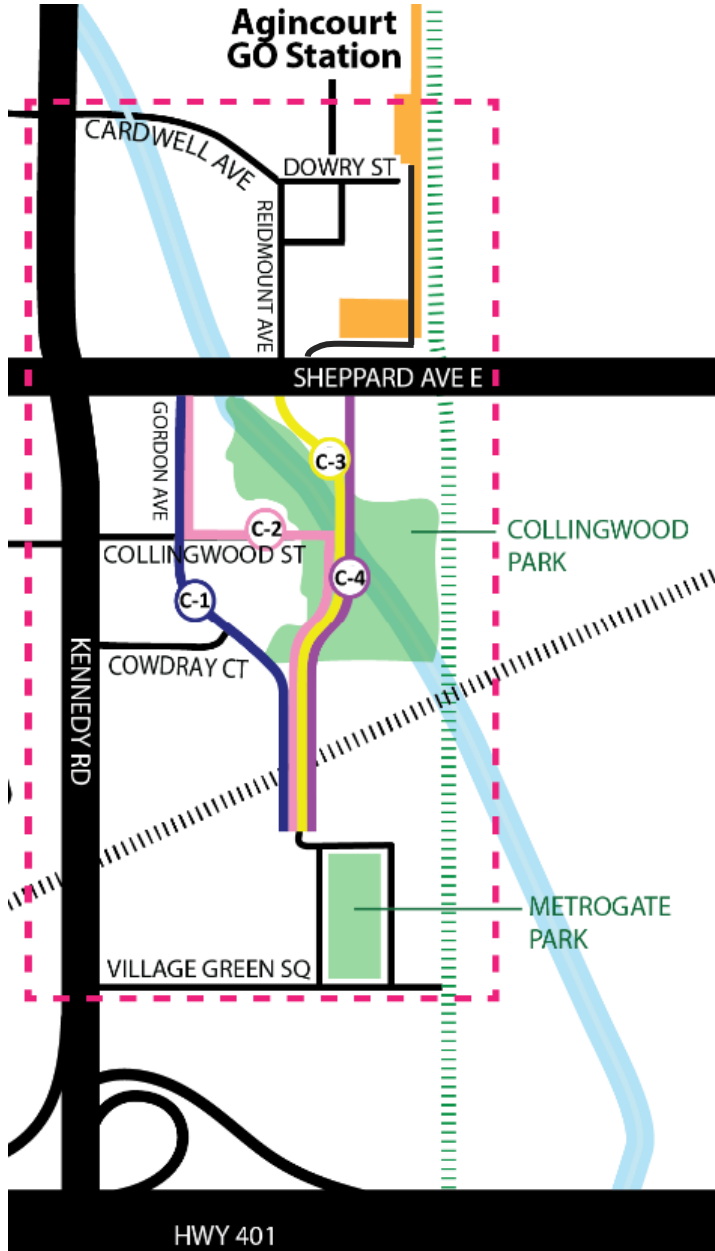 Agincourt
GO Station
CARDWELL AVE
DOWRY ST
REIDMOUNT AVE
SHEPPARD AVE E
GORDON AVE
C-3
C-2
COLLINGWOOD ST
COLLINGWOOD
PARK
C-4
C-1
KENNEDY RD
COWDRAY CT
METROGATE
PARK
VILLAGE GREEN SQ
HWY 401